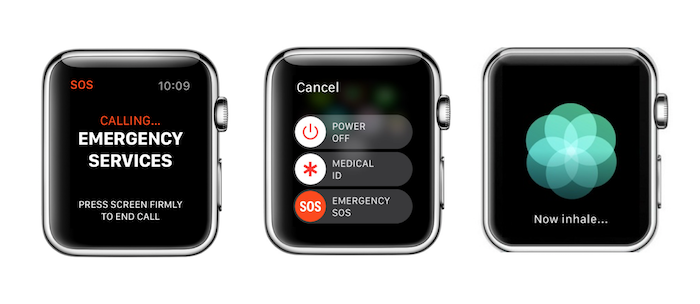 SOS 10:09
CALLING...
EMERGENCY
SERVICES
PRESS SCREEN FIRMLY
TO END CALL
Cancel
POWER
OFF
MEDICAL
ID
SOS
EMERGENCY
SOS
Now inhale...